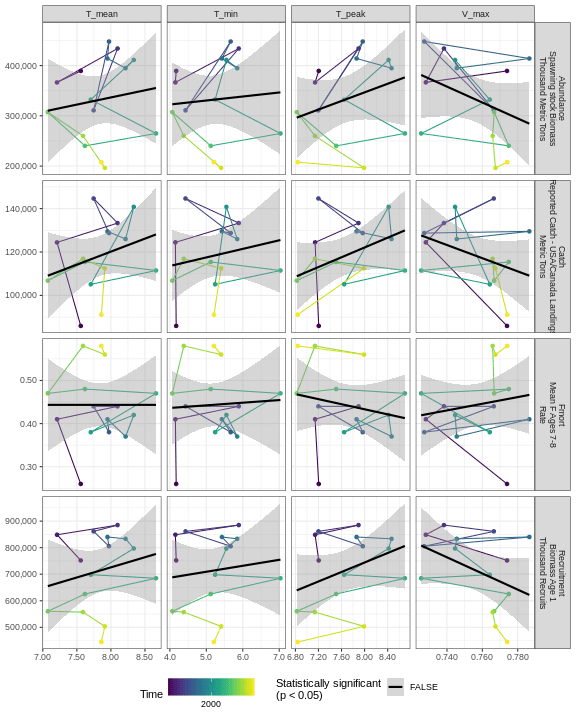 T_mean
T_min
T_peak
V_max
400,000
300,000
200,000
Abundance
Spawning stock Biomass
Thousand Metric Tons
140,000
120,000
100,000
Catch
Reported Catch - USA/Canada Landings
Metric Tons
0.50
0.40
0.30
Fmort
Mean F Ages 7-8
Rate
900,000
800,000
700,000
600,000
500,000
Recruitment
Biomass Age 1
Thousand Recruits
7.00 7.50 8.00 8.50
4.0 5.0 6.0 7.0
6.80 7.20 7.60 8.00 8.40
0.740 0.760 0.780
Time
2000
Statistically significant
(p < 0.05)
FALSE